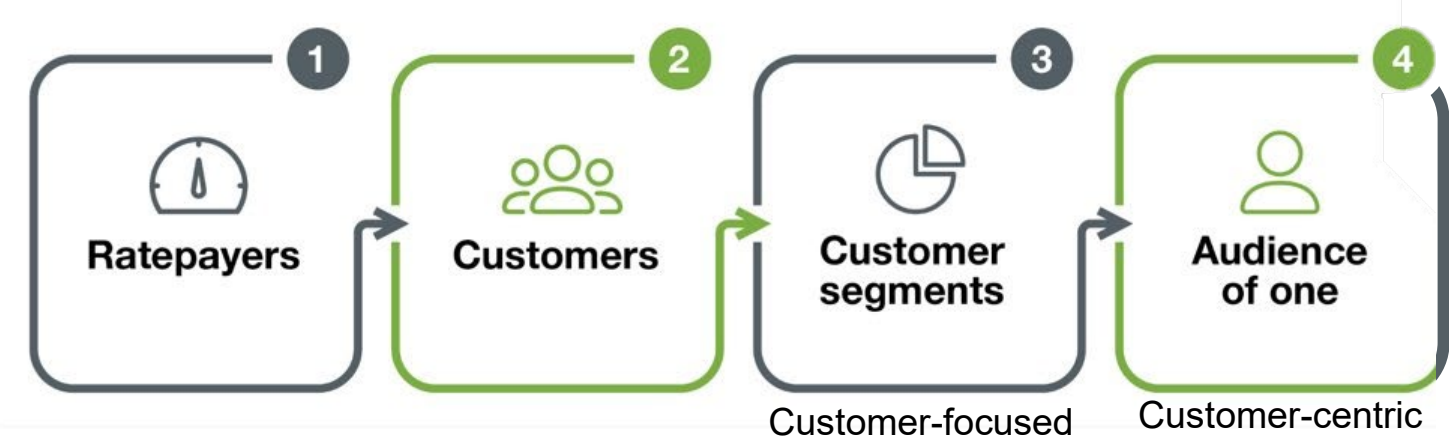 1
Ratepayers
2
Customers
3
Customer
segments
Customer-focused
4
Audience
of one
Customer-centric